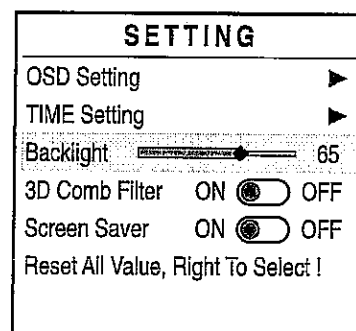 SETTING
OSD Setting
TIME Setting
Backlight 65
3D Comb Filter ON OFF
Screen Saver ON OFF
Reset All Value, Right To Select !